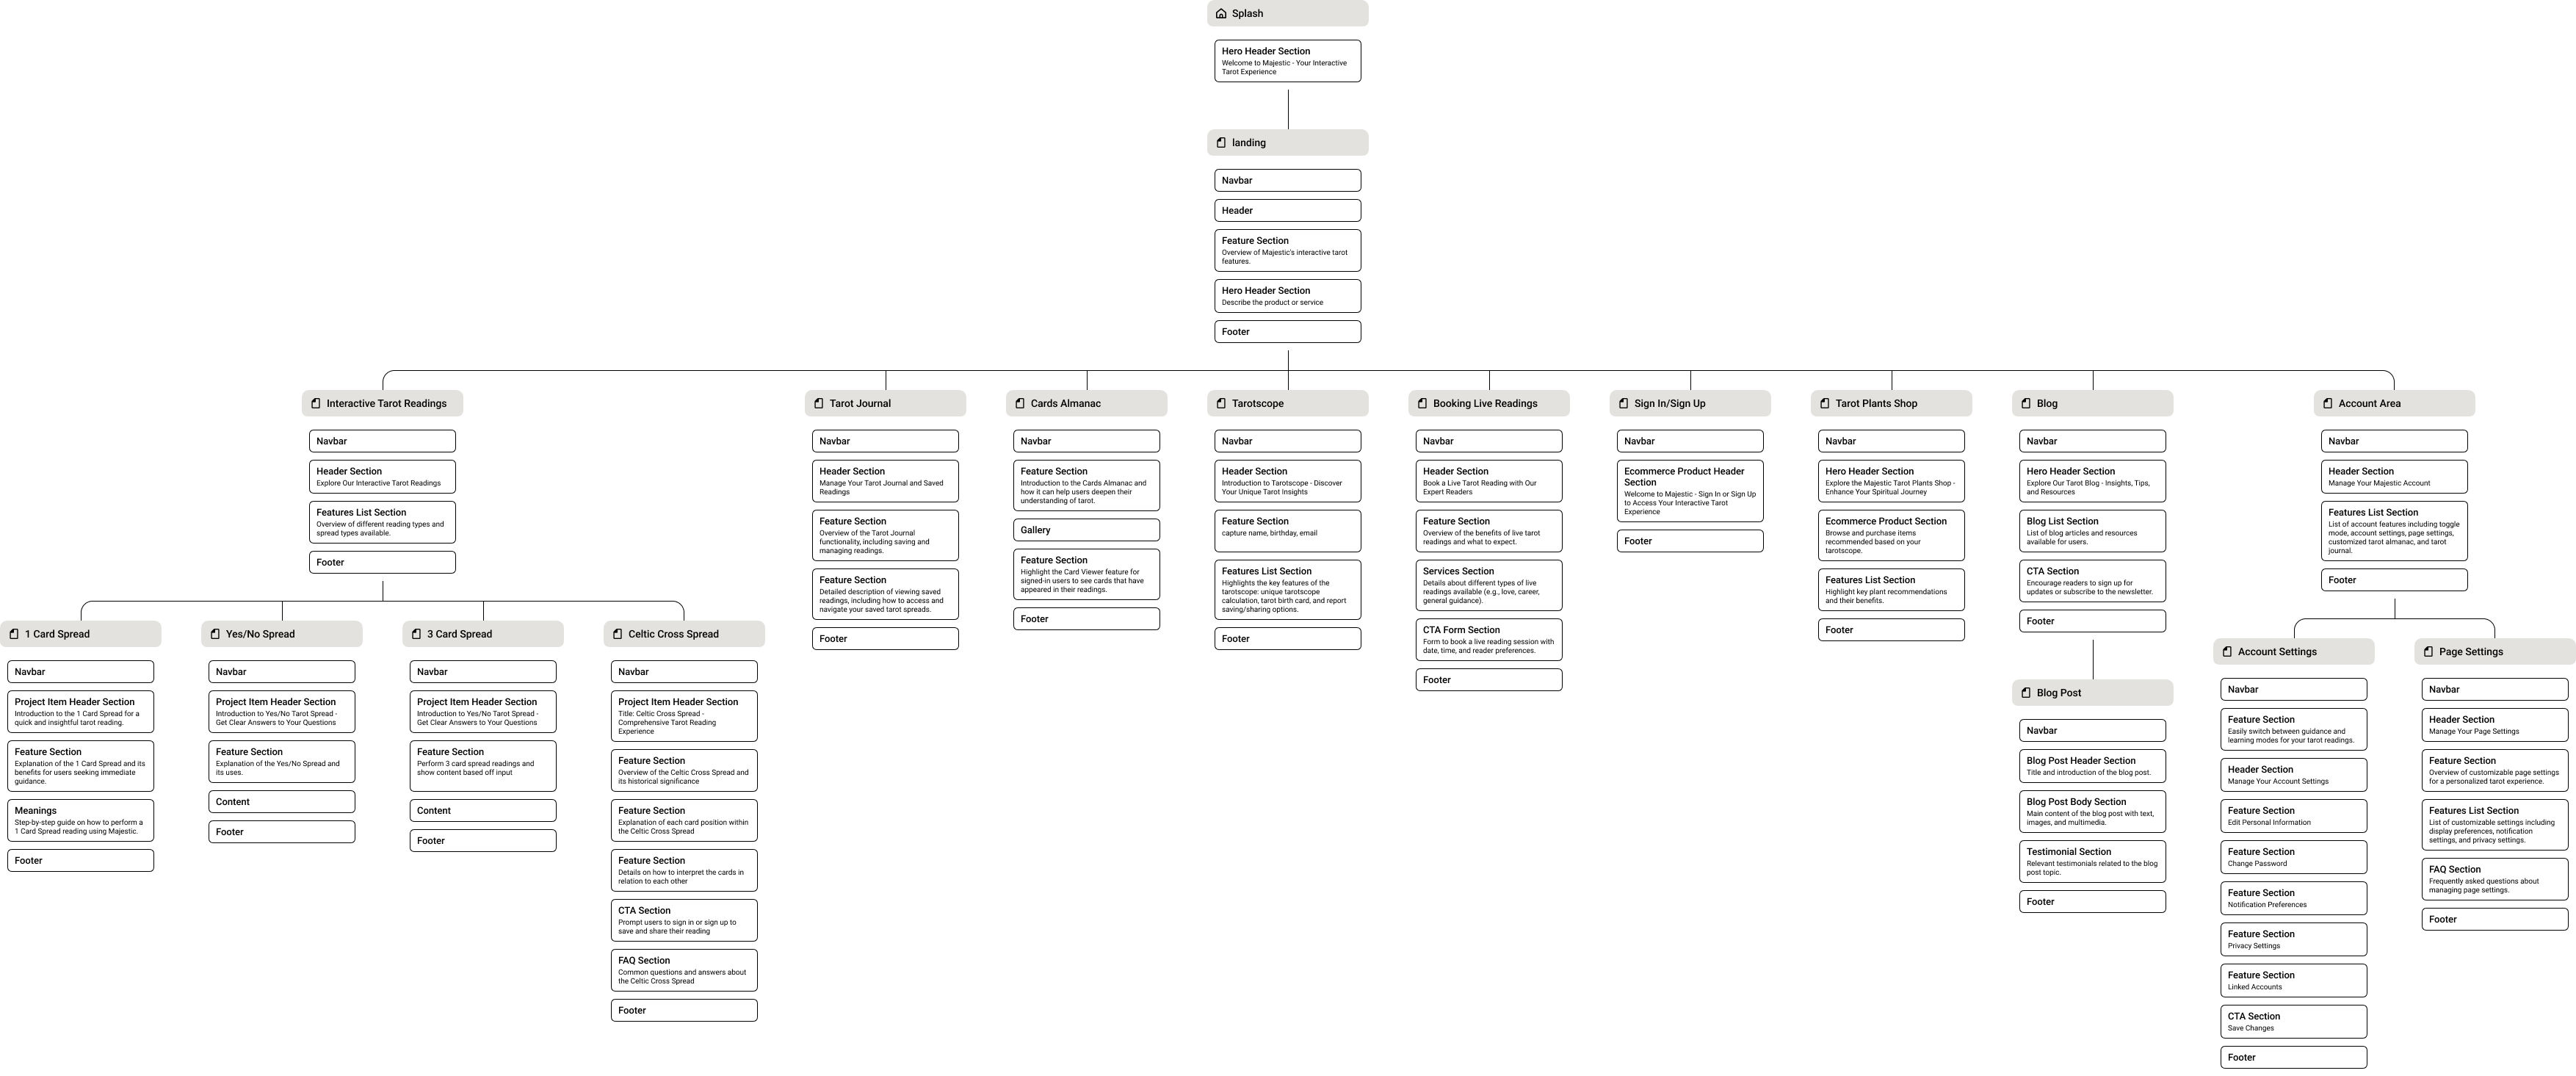 Splash
Hero Header Section
Welcome to Majestic - Your Interactive
Tarot Experience
landing
Navbar
Header
Feature Section
Overview of Majestic's interactive tarot
features.
Hero Header Section
Describe the product or service
Footer
Interactive Tarot Readings
Navbar
Header Section
Explore Our Interactive Tarot Readings
Features List Section
Overview of different reading types and
spread types available.
Footer
1 Card Spread
Navbar
Project Item Header Section
Introduction to the 1 Card Spread for a
quick and insightful tarot reading.
Feature Section
Explanation of the 1 Card Spread and its
benefits for users seeking immediate
guidance.
Meanings
Step-by-step guide on how to perform a
1 Card Spread reading using Majestic.
Footer
Yes/No Spread
Navbar
Project Item Header Section
Introduction to Yes/No Tarot Spread -
Get Clear Answers to Your Questions
Feature Section
Explanation of the Yes/No Spread and
its uses.
Content
Footer
3 Card Spread
Navbar
Project Item Header Section
Introduction to Yes/No Tarot Spread -
Get Clear Answers to Your Questions
Feature Section
Perform 3 card spread readings and
show content based off input
Content
Footer
Celtic Cross Spread
Navbar
Project Item Header Section
Title: Celtic Cross Spread -
Comprehensive Tarot Reading
Experience
Feature Section
Overview of the Celtic Cross Spread and
its historical significance
Feature Section
Explanation of each card position within
the Celtic Cross Spread
Feature Section
Details on how to interpret the cards in
relation to each other
CTA Section
Prompt users to sign in or sign up to
save and share their reading
FAQ Section
Common questions and answers about
the Celtic Cross Spread
Footer
Tarot Journal
Navbar
Header Section
Manage Your Tarot Journal and Saved
Readings
Feature Section
Overview of the Tarot Journal
functionality, including saving and
managing readings.
Feature Section
Detailed description of viewing saved
readings, including how to access and
navigate your saved tarot spreads.
Footer
Cards Almanac
Navbar
Feature Section
Introduction to the Cards Almanac and
how it can help users deepen their
understanding of tarot.
Gallery
Feature Section
Highlight the Card Viewer feature for
signed-in users to see cards that have
appeared in their readings.
Footer
Tarotscope
Navbar
Header Section
Introduction to Tarotscope - Discover
Your Unique Tarot Insights
Feature Section
capture name, birthday, email
Features List Section
Highlights the key features of the
tarotscope: unique tarotscope
calculation, tarot birth card, and report
saving/sharing options.
Footer
Booking Live Readings
Navbar
Header Section
Book a Live Tarot Reading with Our
Expert Readers
Feature Section
Overview of the benefits of live tarot
readings and what to expect.
Services Section
Details about different types of live
readings available (e.g., love, career,
general guidance).
CTA Form Section
Form to book a live reading session with
date, time, and reader preferences.
Footer
Sign In/Sign Up
Navbar
Ecommerce Product Header
Section
Welcome to Majestic - Sign In or Sign Up
to Access Your Interactive Tarot
Experience
Footer
Tarot Plants Shop
Navbar
Hero Header Section
Explore the Majestic Tarot Plants Shop -
Enhance Your Spiritual Journey
Ecommerce Product Section
Browse and purchase items
recommended based on your
tarotscope.
Features List Section
Highlight key plant recommendations
and their benefits.
Footer
Blog
Navbar
Hero Header Section
Explore Our Tarot Blog - Insights, Tips,
and Resources
Blog List Section
List of blog articles and resources
available for users.
CTA Section
Encourage readers to sign up for
updates or subscribe to the newsletter.
Footer
Blog Post
Navbar
Blog Post Header Section
Title and introduction of the blog post.
Blog Post Body Section
Main content of the blog post with text,
images, and multimedia.
Testimonial Section
Relevant testimonials related to the blog
post topic.
Footer
Account Area
Navbar
Header Section
Manage Your Majestic Account
Features List Section
List of account features including toggle
mode, account settings, page settings,
customized tarot almanac, and tarot
journal.
Footer
Account Settings
Navbar
Feature Section
Easily switch between guidance and
learning modes for your tarot readings.
Header Section
Manage Your Account Settings
Feature Section
Edit Personal Information
Feature Section
Change Password
Feature Section
Notification Preferences
Feature Section
Privacy Settings
Feature Section
Linked Accounts
CTA Section
Save Changes
Footer
Page Settings
Navbar
Header Section
Manage Your Page Settings
Feature Section
Overview of customizable page settings
for a personalized tarot experience.
Features List Section
List of customizable settings including
display preferences, notification
settings, and privacy settings.
FAQ Section
Frequently asked questions about
managing page settings.
Footer